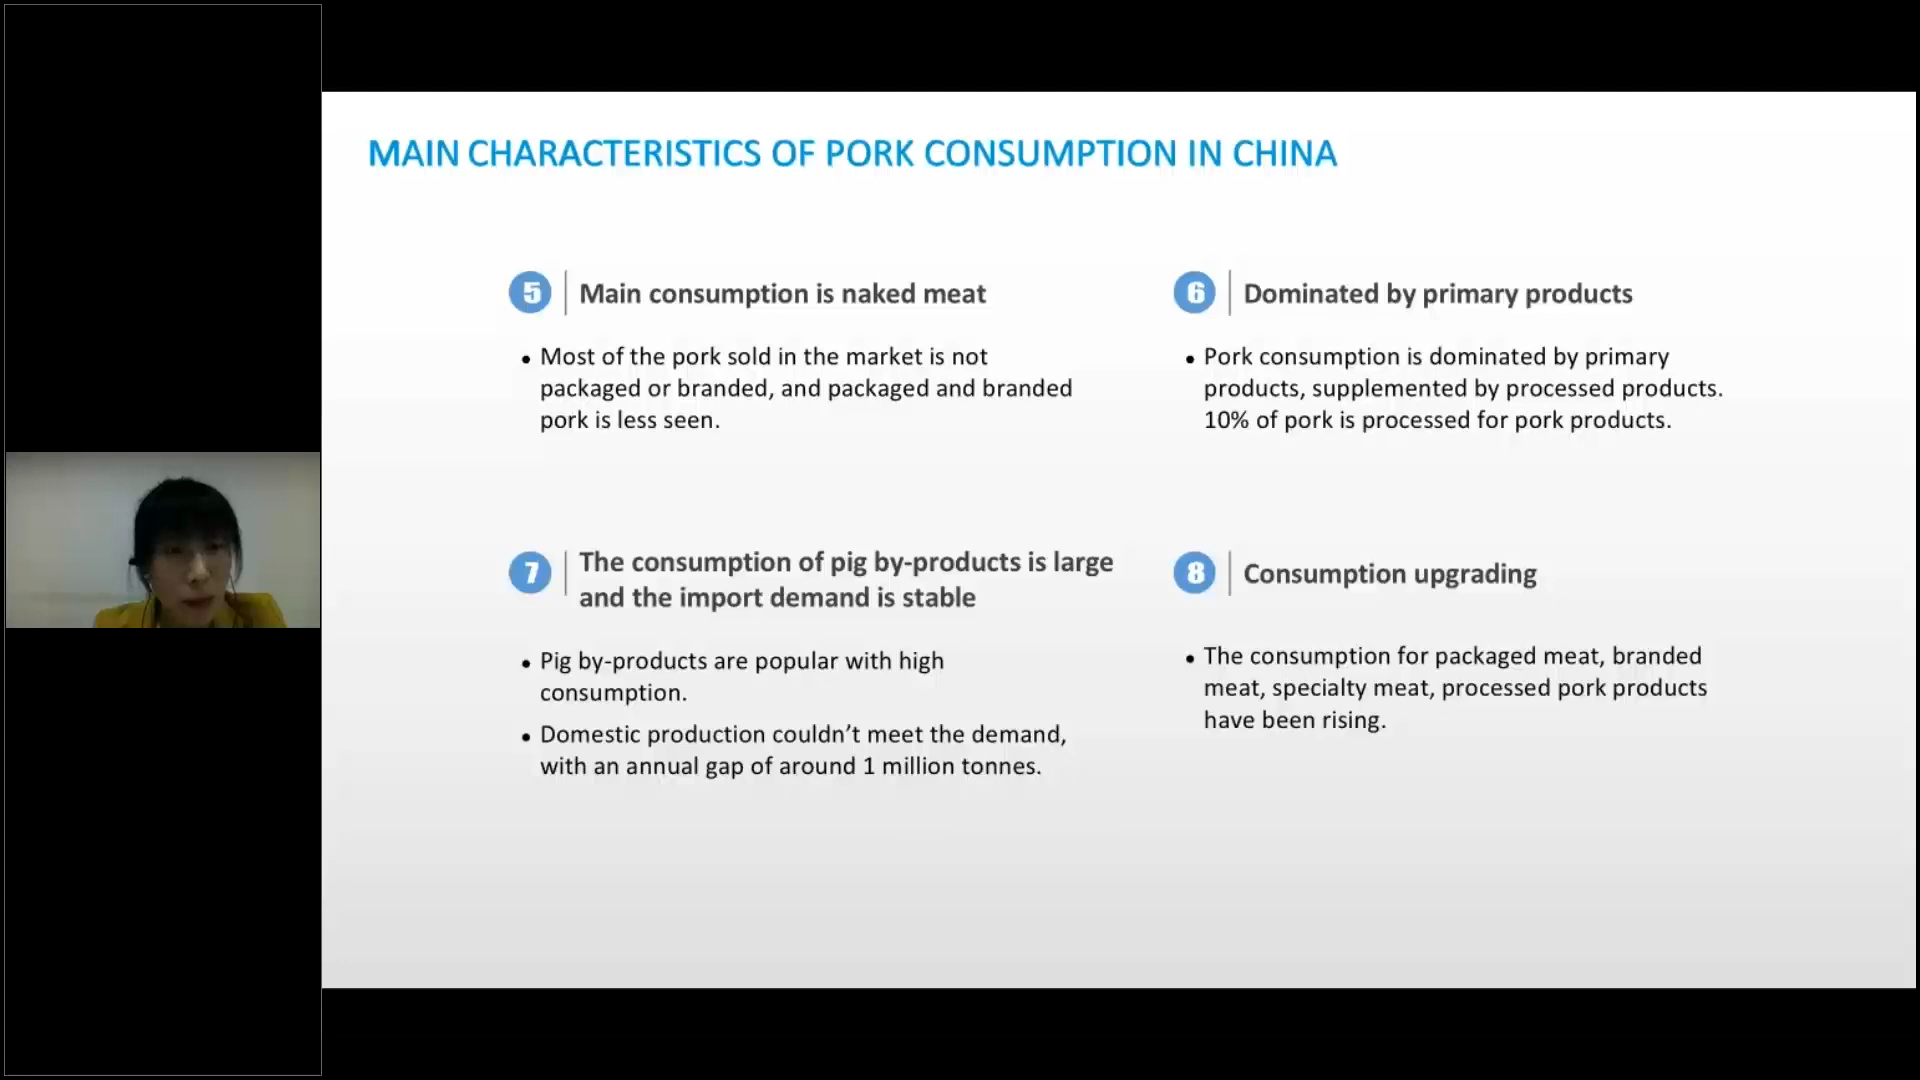 MAIN CHARACTERISTICS OF PORK CONSUMPTION IN CHINA
5
Main consumption is naked meat
• Most of the pork sold in the market is not
packaged or branded, and packaged and branded
pork is less seen.
6
Dominated by primary products
• Pork consumption is dominated by primary
products, supplemented by processed products.
10% of pork is processed for pork products.
7
The consumption of pig by-products is large
and the import demand is stable
• Pig by-products are popular with high
consumption.
• Domestic production couldn’t meet the demand,
with an annual gap of around 1 million tonnes.
8
Consumption upgrading
• The consumption for packaged meat, branded
meat, specialty meat, processed pork products
have been rising.